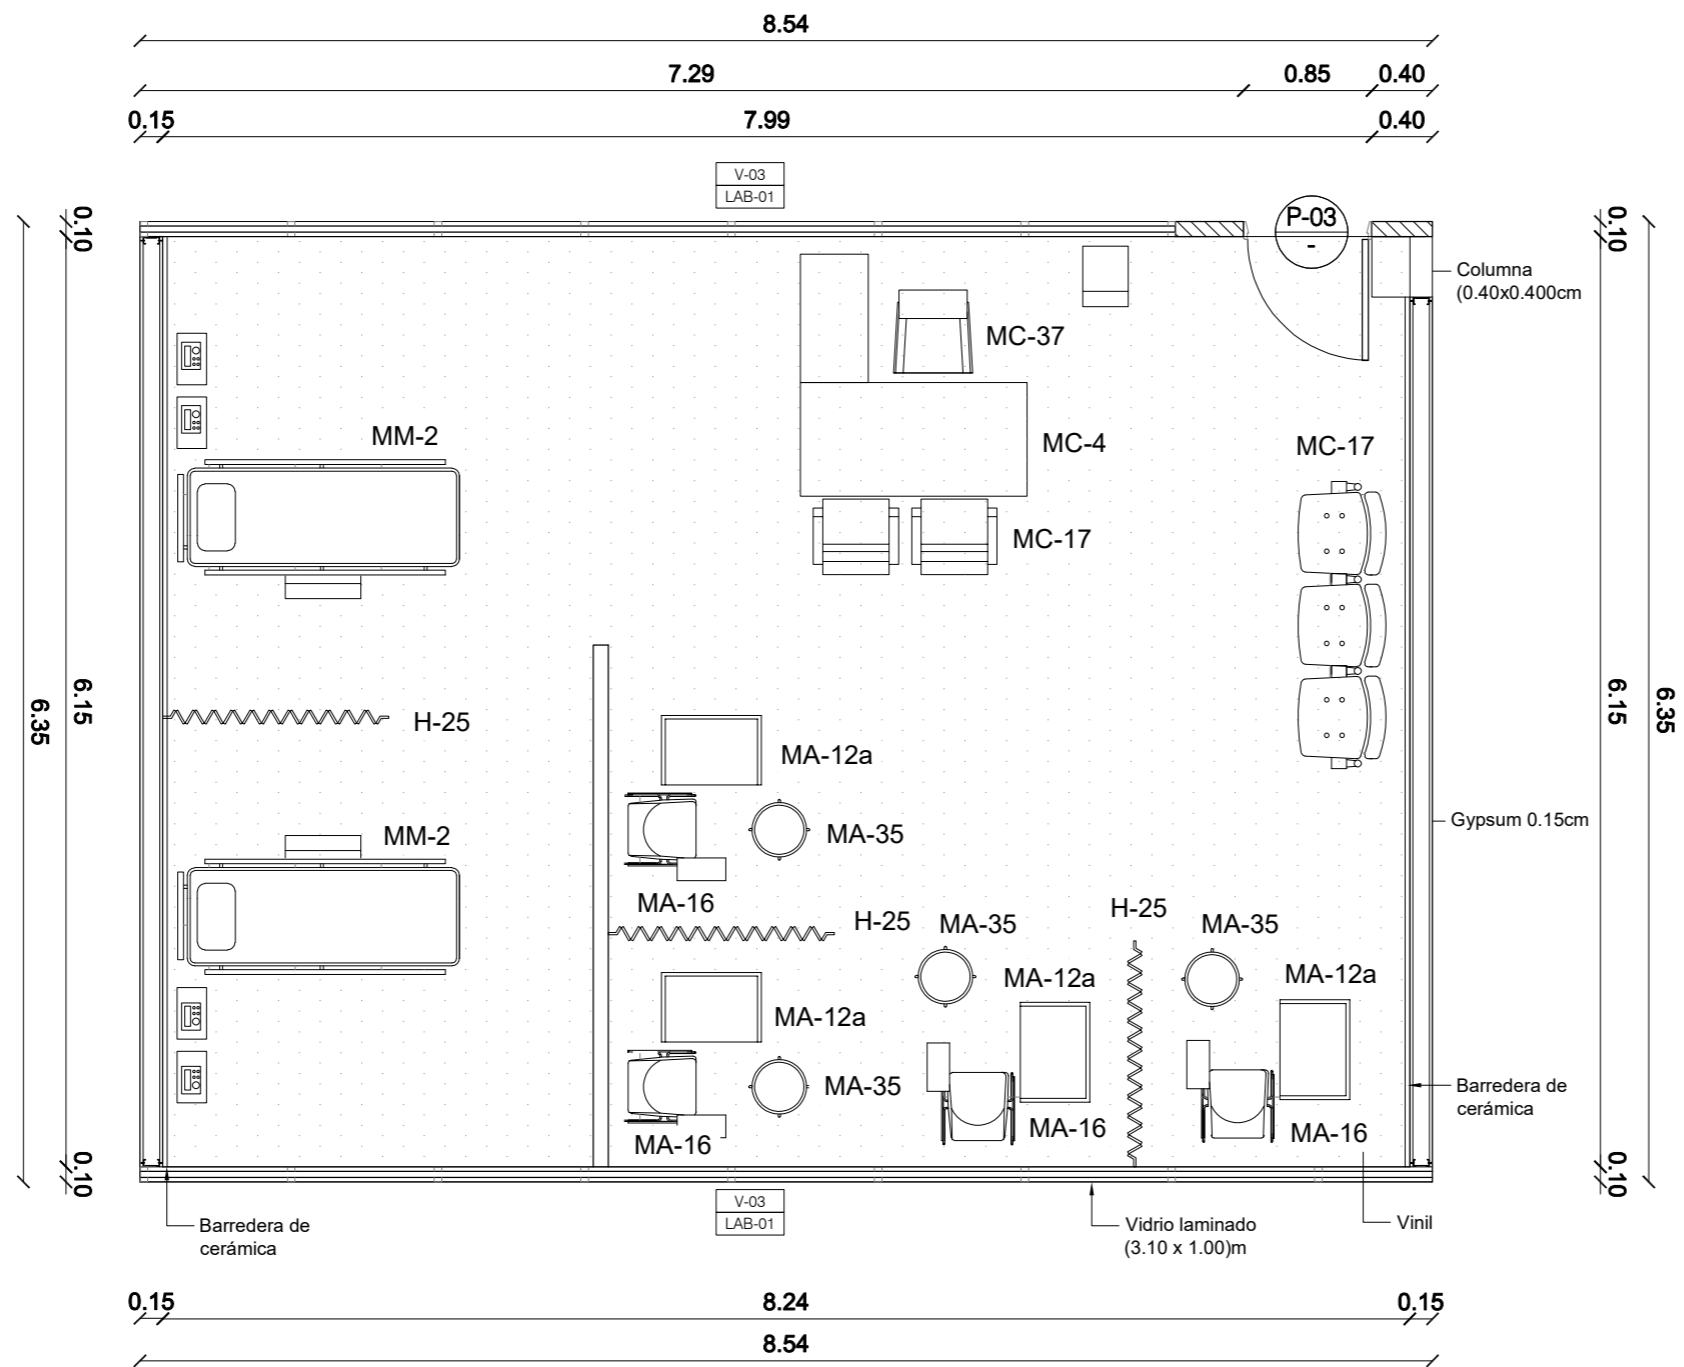 8.54
7.29 0.85 0.40
0.15 7.99 0.40
V-03
LAB-01
P-03
-
0.10
0.10
Columna
(0.40x0.400cm
MC-37
MM-2
MC-4
MC-17
MC-17
6.35
6.15
6.15
6.35
H-25
MA-12a
MM-2
MA-35
Gypsum 0.15cm
MA-16
H-25
MA-35
H-25
MA-35
MA-12a
MA-12a
MA-12a
MA-35
Barredera de
cerámica
MA-16
MA-16
MA-16
0.10
0.10
V-03
LAB-01
Barredera de
cerámica
Vidrio laminado
(3.10 x 1.00)m
Vinil
0.15 8.24 0.15
8.54